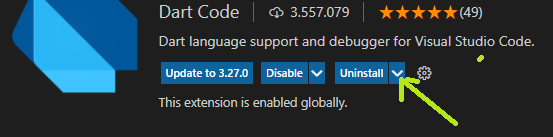 Dart Code | 3.557.079 | ★★★★★(49)
Dart language support and debugger for Visual Studio Code.
Update to 3.27.0 Disable Uninstall
This extension is enabled globally.